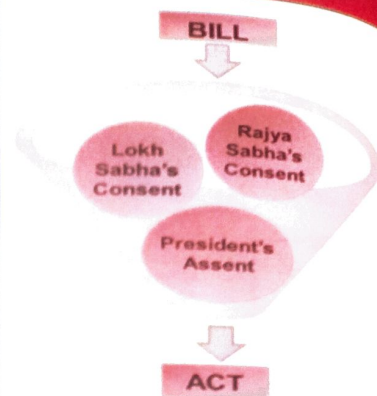 BILL
Lokh
Sabha's
Consent
Rajya
Sabha's
Consent
President's
Assent
ACT